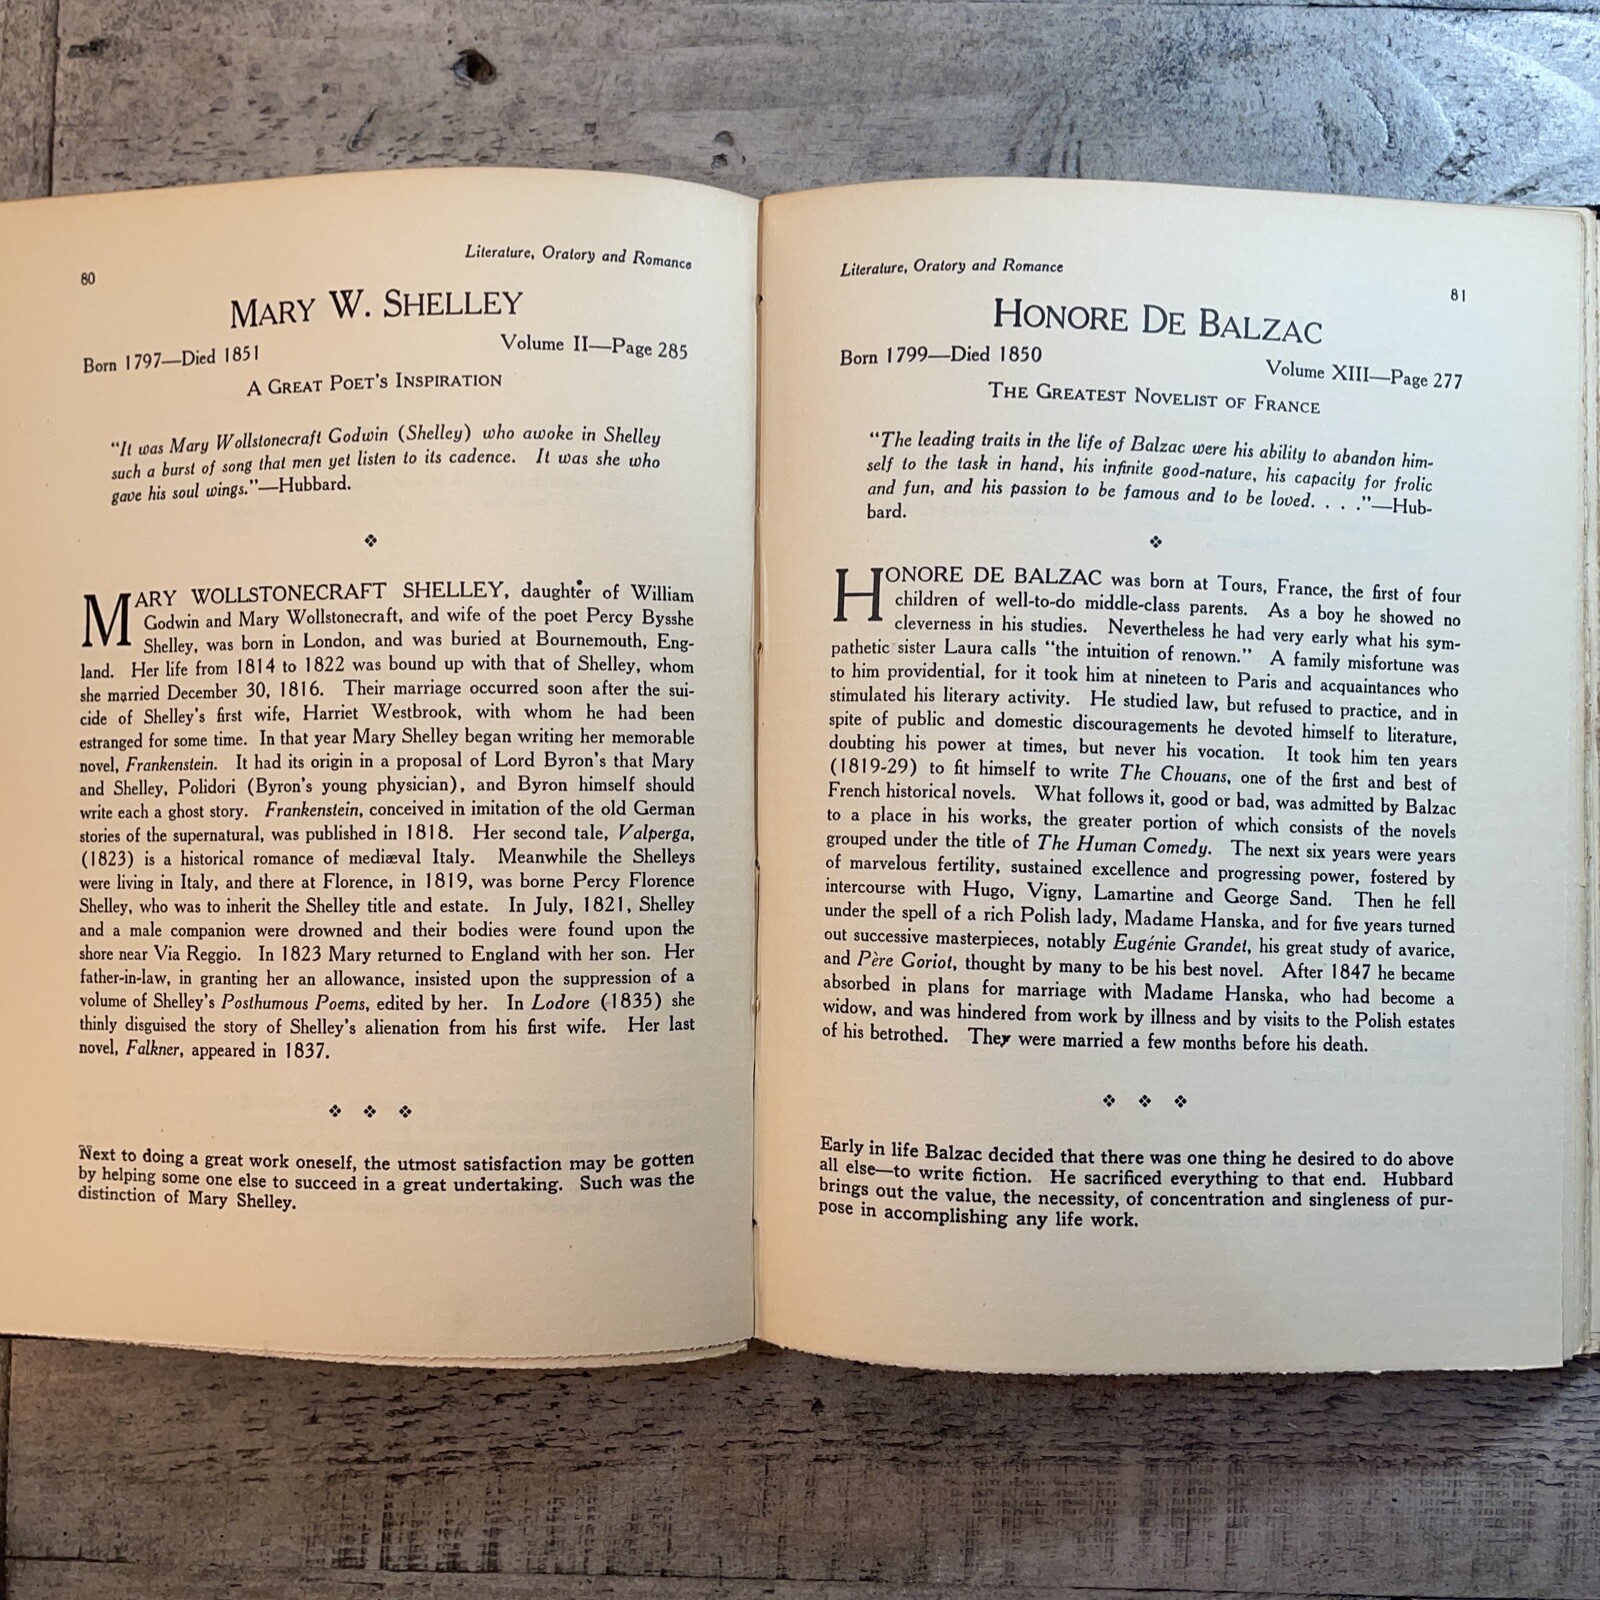 80
Literature, Oratory and Romance
MARY W. SHELLEY
Born 1797—Died 1851
Volume II—Page 285
A GREAT POET'S INSPIRATION
"It was Mary Wollstonecraft Godwin (Shelley) who awoke in Shelley
such a burst of song that men yet listen to its cadence. It was she who
gave his soul wings."—Hubbard.
MARY WOLLSTONECRAFT SHELLEY, daughter of William
Godwin and Mary Wollstonecraft, and wife of the poet Percy Bysshe
Shelley, was born in London, and was buried at Bournemouth, Eng-
land. Her life from 1814 to 1822 was bound up with that of Shelley, whom
she married December 30, 1816. Their marriage occurred soon after the sui-
cide of Shelley's first wife, Harriet Westbrook, with whom he had been
estranged for some time. In that year Mary Shelley began writing her memorable
novel, Frankenstein. It had its origin in a proposal of Lord Byron's that Mary
and Shelley, Polidori (Byron's young physician), and Byron himself should
write each a ghost story. Frankenstein, conceived in imitation of the old German
stories of the supernatural, was published in 1818. Her second tale, Valperga,
(1823) is a historical romance of mediæval Italy. Meanwhile the Shelleys
were living in Italy, and there at Florence, in 1819, was borne Percy Florence
Shelley, who was to inherit the Shelley title and estate. In July, 1821, Shelley
and a male companion were drowned and their bodies were found upon the
shore near Via Reggio. In 1823 Mary returned to England with her son. Her
father-in-law, in granting her an allowance, insisted upon the suppression of a
volume of Shelley's Posthumous Poems, edited by her. In Lodore (1835) she
thinly disguised the story of Shelley's alienation from his first wife. Her last
novel, Falkner, appeared in 1837.
Next to doing a great work oneself, the utmost satisfaction may be gotten
by helping some one else to succeed in a great undertaking. Such was the
distinction of Mary Shelley.
Literature, Oratory and Romance
81
HONORE DE BALZAC
Born 1799—Died 1850
Volume XIII—Page 277
THE GREATEST NOVELIST OF FRANCE
"The leading traits in the life of Balzac were his ability to abandon him-
self to the task in hand, his infinite good-nature, his capacity for frolic
and fun, and his passion to be famous and to be loved. . . ."—Hub-
bard.
HONORE DE BALZAC was born at Tours, France, the first of four
children of well-to-do middle-class parents. As a boy he showed no
cleverness in his studies. Nevertheless he had very early what his sym-
pathetic sister Laura calls "the intuition of renown." A family misfortune was
to him providential, for it took him at nineteen to Paris and acquaintances who
stimulated his literary activity. He studied law, but refused to practice, and in
spite of public and domestic discouragements he devoted himself to literature,
doubting his power at times, but never his vocation. It took him ten years
(1819-29) to fit himself to write The Chouans, one of the first and best of
French historical novels. What follows it, good or bad, was admitted by Balzac
to a place in his works, the greater portion of which consists of the novels
grouped under the title of The Human Comedy. The next six years were years
of marvelous fertility, sustained excellence and progressing power, fostered by
intercourse with Hugo, Vigny, Lamartine and George Sand. Then he fell
under the spell of a rich Polish lady, Madame Hanska, and for five years turned
out successive masterpieces, notably Eugénie Grandet, his great study of avarice,
and Père Goriot, thought by many to be his best novel. After 1847 he became
absorbed in plans for marriage with Madame Hanska, who had become a
widow, and was hindered from work by illness and by visits to the Polish estates
of his betrothed. They were married a few months before his death.
Early in life Balzac decided that there was one thing he desired to do above
all else—to write fiction. He sacrificed everything to that end. Hubbard
brings out the value, the necessity, of concentration and singleness of pur-
pose in accomplishing any life work.